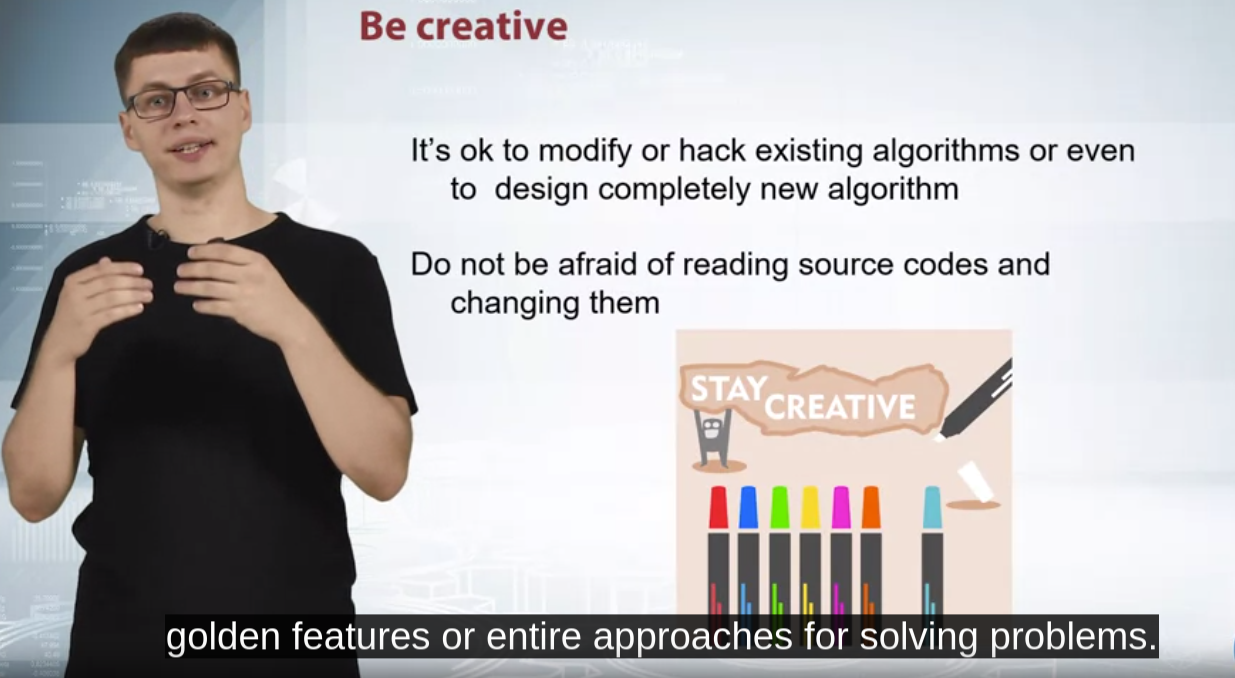 Be creative
It's ok to modify or hack existing algorithms or even
to design completely new algorithm
Do not be afraid of reading source codes and
changing them
STAY
CREATIVE
golden features or entire approaches for solving problems.